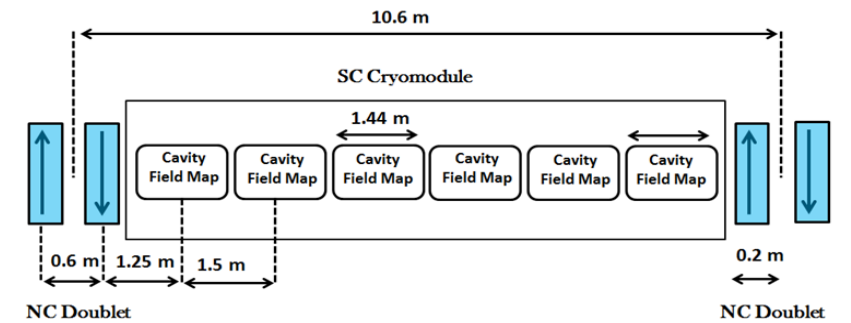 10.6 m
SC Cryomodule
1.44 m
Cavity Field Map
Cavity Field Map
Cavity Field Map
Cavity Field Map
Cavity Field Map
Cavity Field Map
0.6 m
1.25 m
1.5 m
0.2 m
NC Doublet
NC Doublet